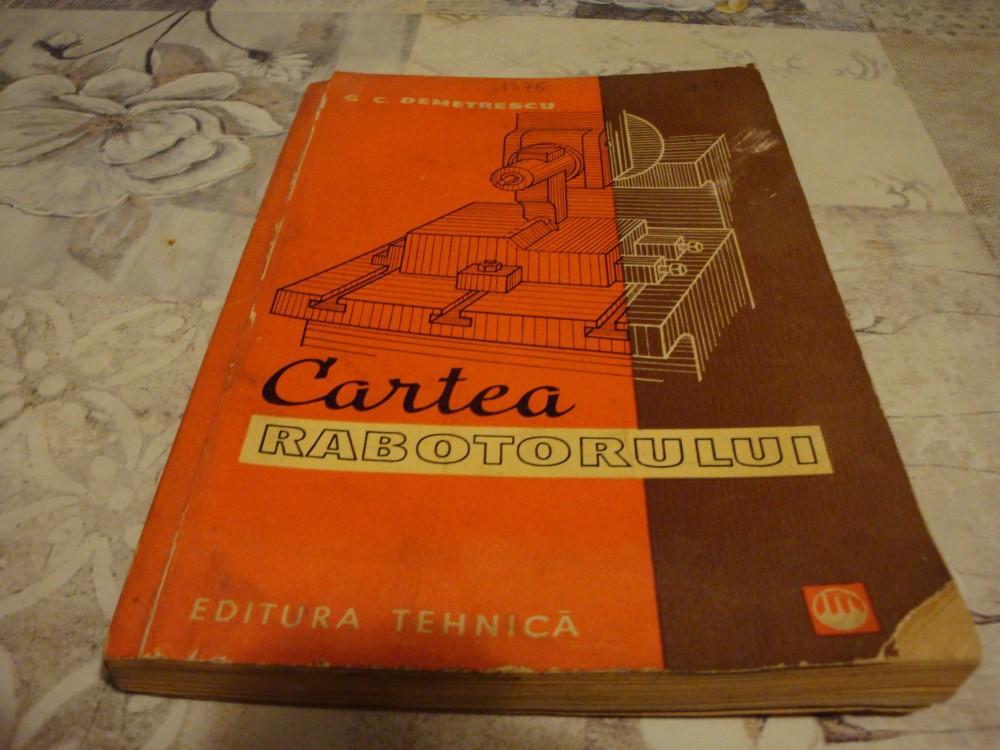 G. C. DEMETRESCU
Cartea
RABOTORULUI
EDITURA TEHNICĂ